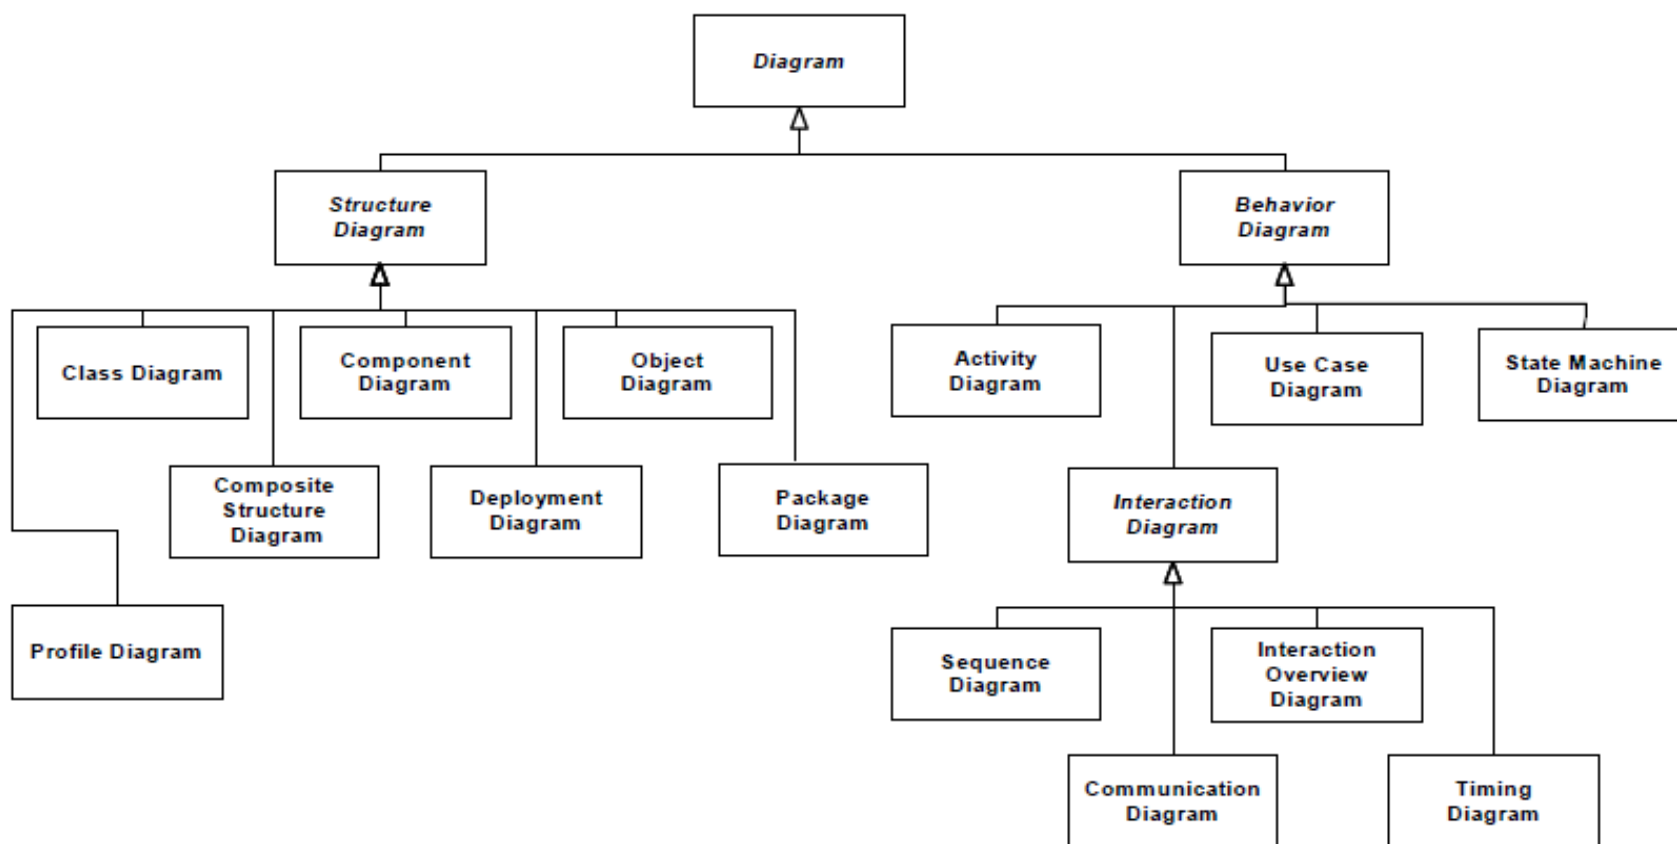 Diagram
Structure
Diagram
Behavior
Diagram
Class Diagram
Component
Diagram
Object
Diagram
Activity
Diagram
Use Case
Diagram
State Machine
Diagram
Composite
Structure
Diagram
Deployment
Diagram
Package
Diagram
Interaction
Diagram
Profile Diagram
Sequence
Diagram
Interaction
Overview
Diagram
Communication
Diagram
Timing
Diagram